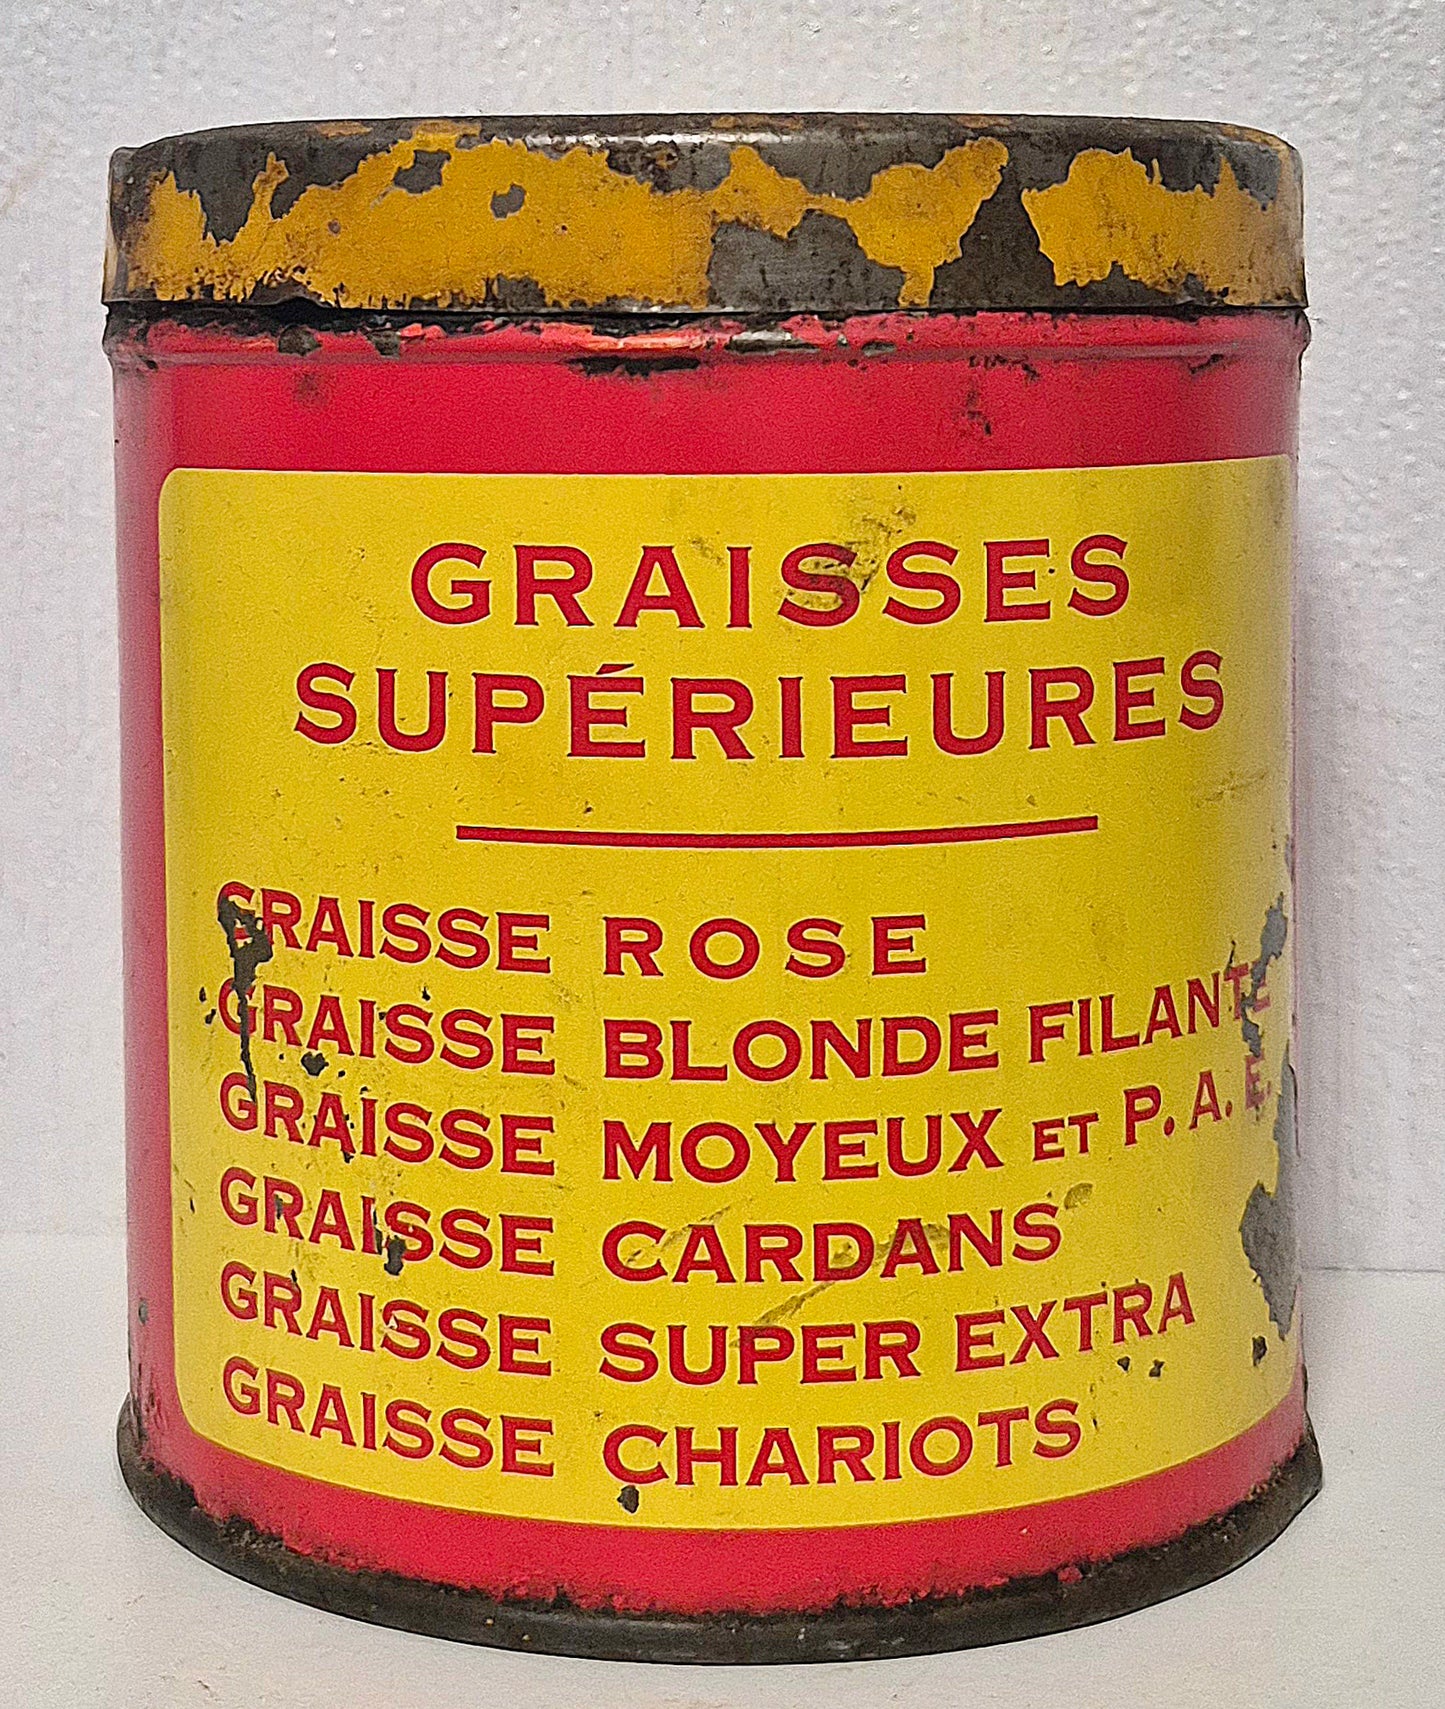 GRAISSES
SUPÉRIEURES
GRAISSE ROSE
GRAISSE BLONDE FILANTE
GRAISSE MOYEUX ET P. A. E.
GRAISSE CARDANS
GRAISSE SUPER EXTRA
GRAISSE CHARIOTS